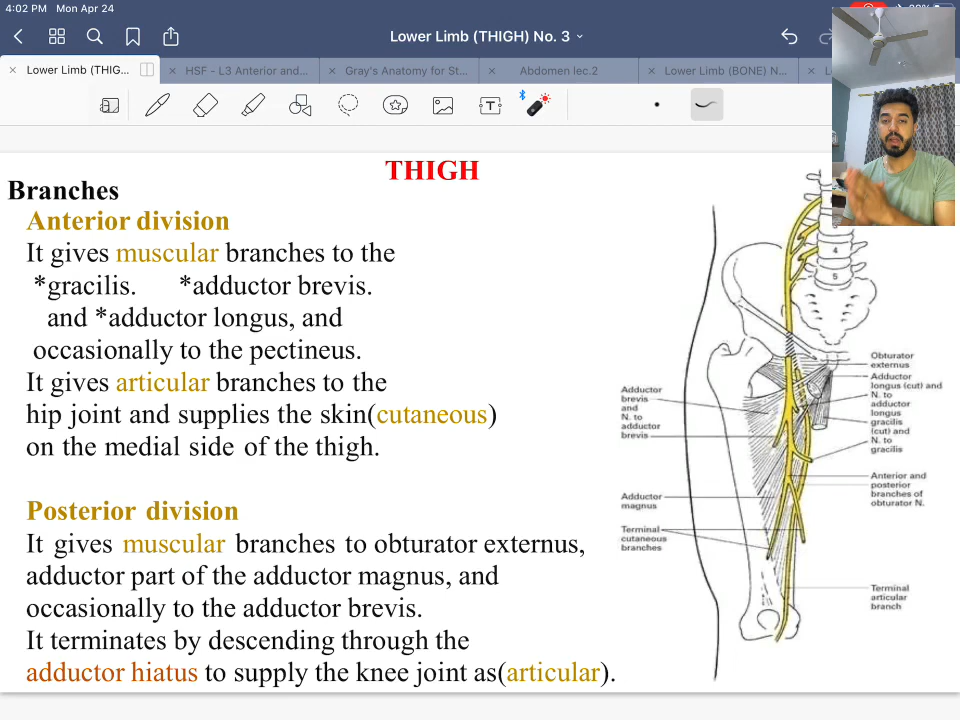 4:02 PM Mon Apr 24
Lower Limb (THIGH) No. 3
Lower Limb (THIG...
HSF - L3 Anterior and...
Gray's Anatomy for St...
Abdomen lec.2
Lower Limb (BONE) N...
THIGH
Branches
Anterior division
It gives muscular branches to the
*gracilis. *adductor brevis.
and *adductor longus, and
occasionally to the pectineus.
It gives articular branches to the
hip joint and supplies the skin(cutaneous)
on the medial side of the thigh.
Posterior division
It gives muscular branches to obturator externus,
adductor part of the adductor magnus, and
occasionally to the adductor brevis.
It terminates by descending through the
adductor hiatus to supply the knee joint as(articular).
4
5
Adductor
brevis
and
N. to
adductor
brevis
Adductor
magnus
Terminal
cutaneous
branches
Obturator
externus
Adductor
longus (cut) and
N. to
adductor
longus
gracilis
(cut) and
N. to
gracilis
Anterior and
posterior
branches of
obturator N.
Terminal
articular
branch